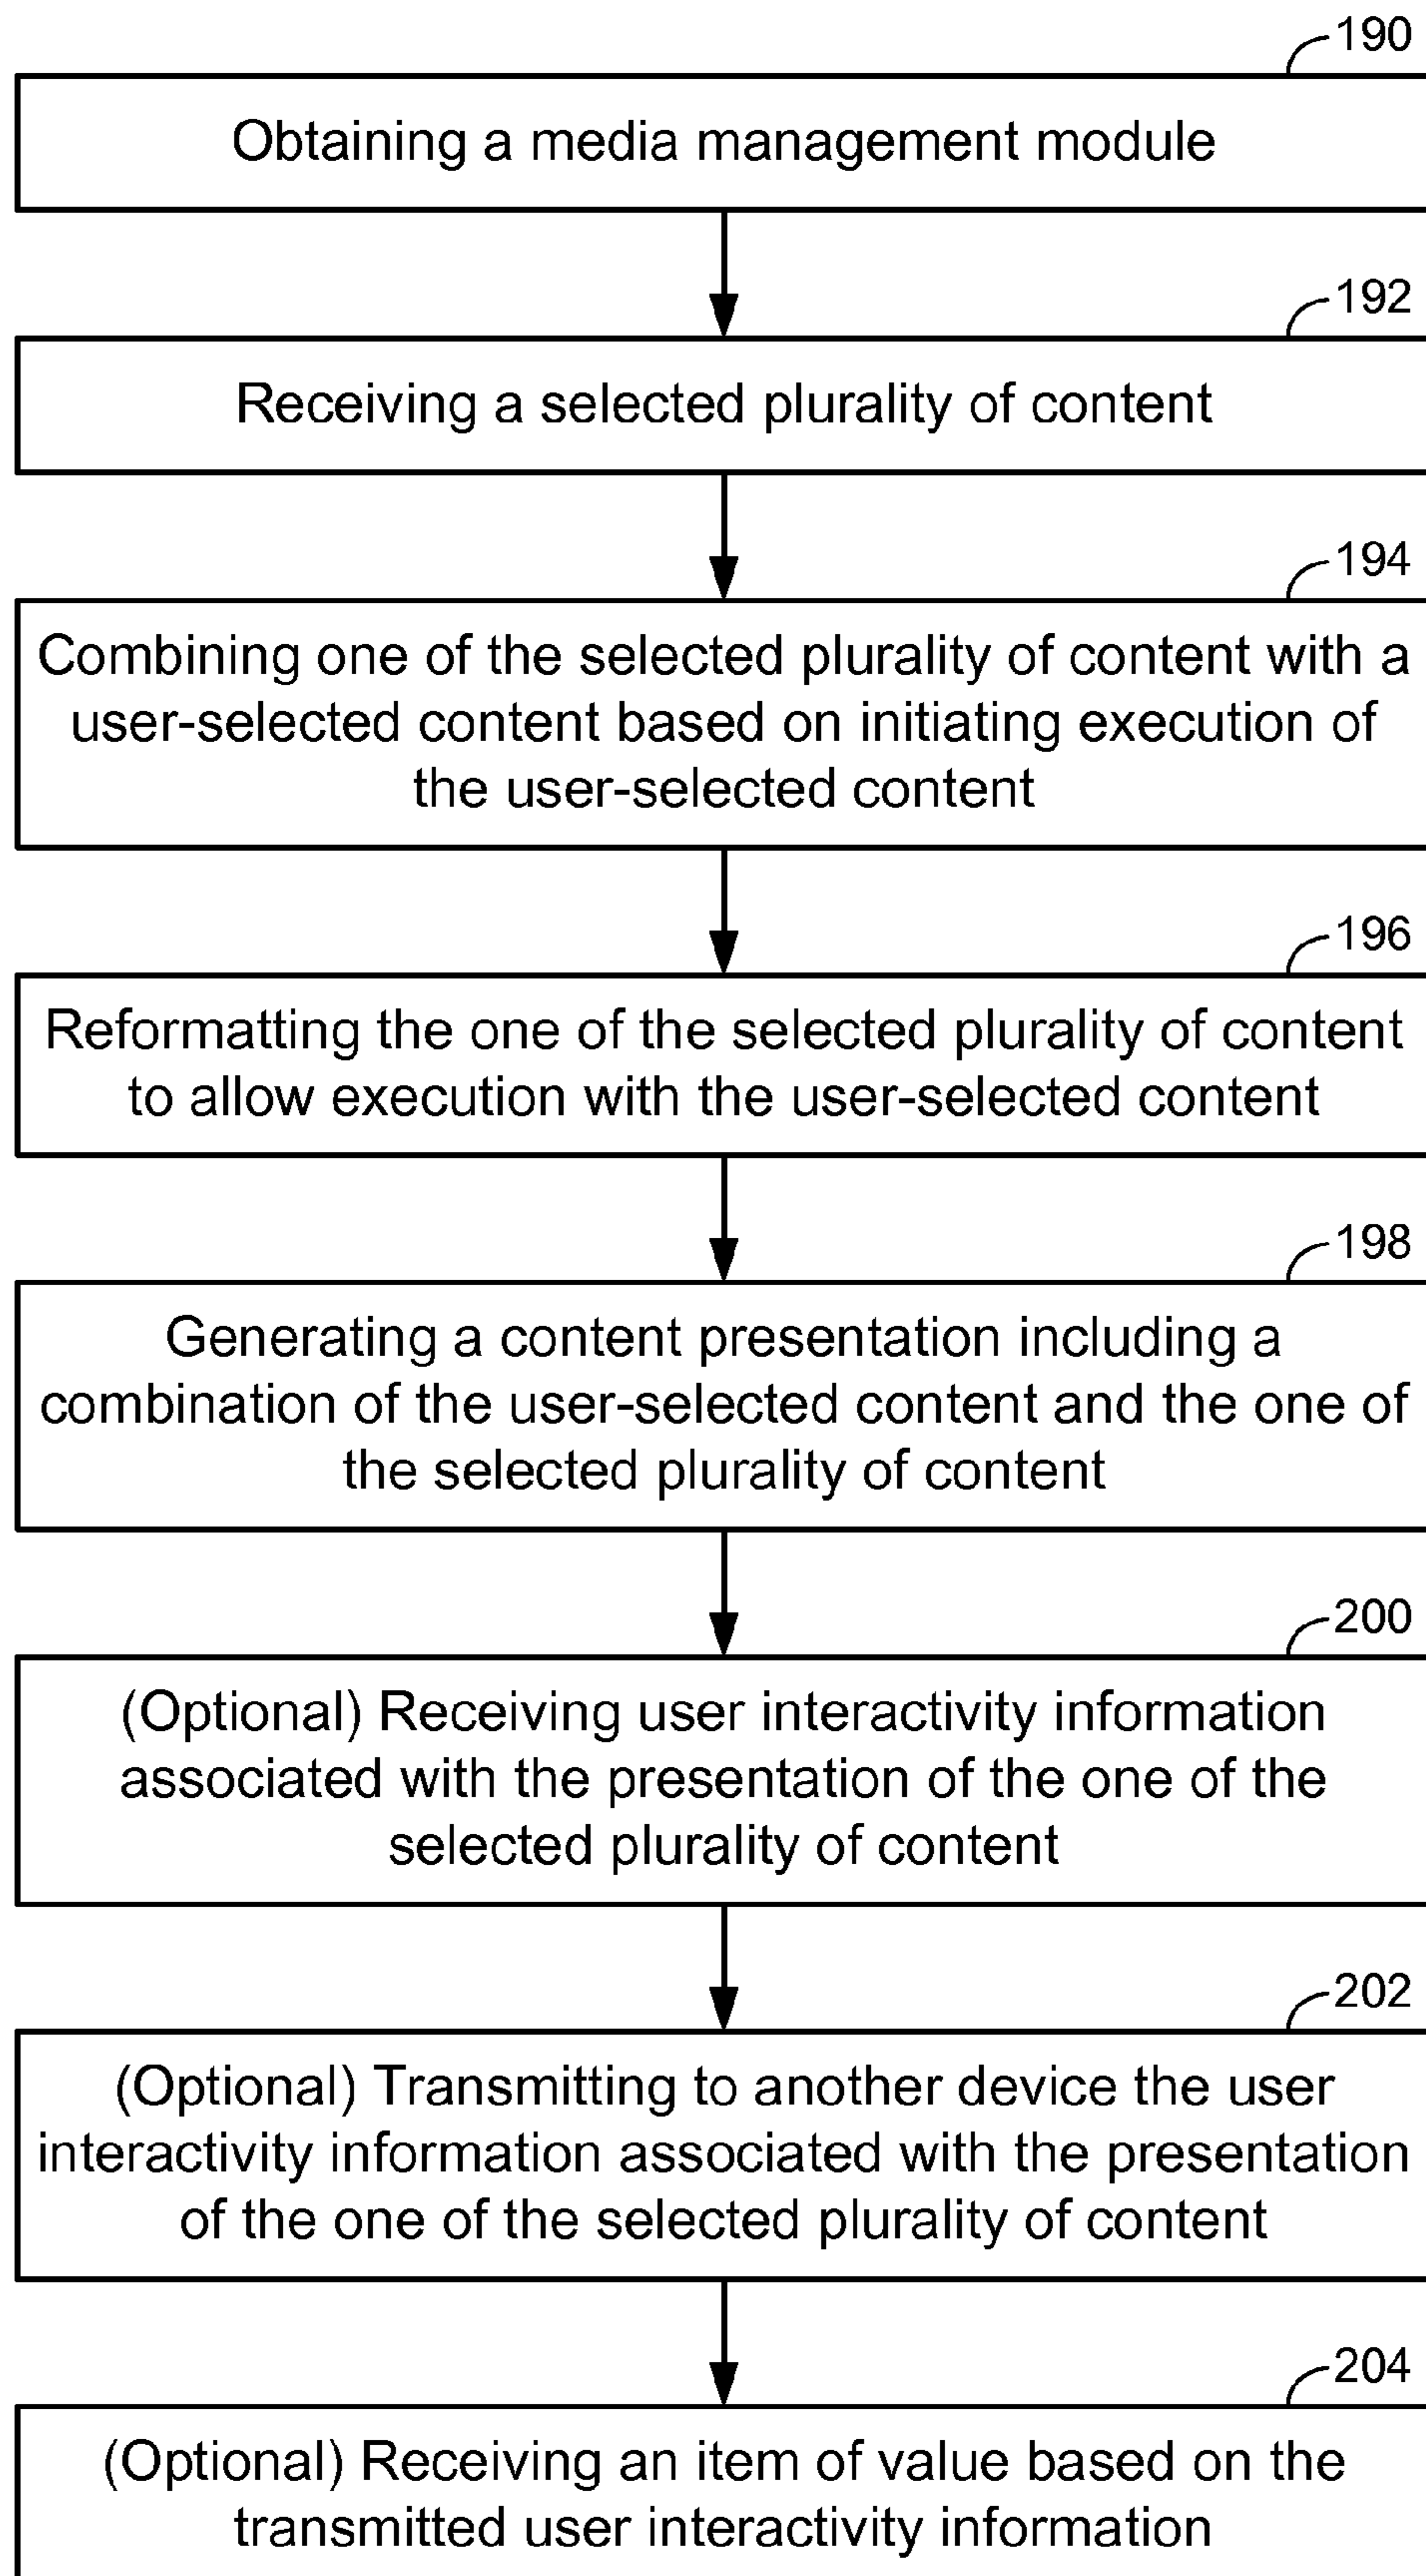 190
Obtaining a media management module
192
Receiving a selected plurality of content
194
Combining one of the selected plurality of content with a
user-selected content based on initiating execution of
the user-selected content
196
Reformatting the one of the selected plurality of content
to allow execution with the user-selected content
198
Generating a content presentation including a
combination of the user-selected content and the one of
the selected plurality of content
200
(Optional) Receiving user interactivity information
associated with the presentation of the one of the
selected plurality of content
202
(Optional) Transmitting to another device the user
interactivity information associated with the presentation
of the one of the selected plurality of content
204
(Optional) Receiving an item of value based on the
transmitted user interactivity information